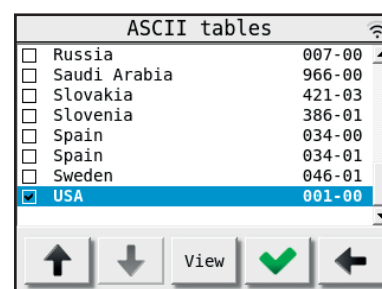 ASCII tables
Russia 007-00
Saudi Arabia 966-00
Slovakia 421-03
Slovenia 386-01
Spain 034-00
Spain 034-01
Sweden 046-01
USA 001-00
View